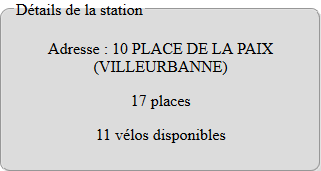 Détails de la station
Adresse : 10 PLACE DE LA PAIX
(VILLEURBANNE)
17 places
11 vélos disponibles